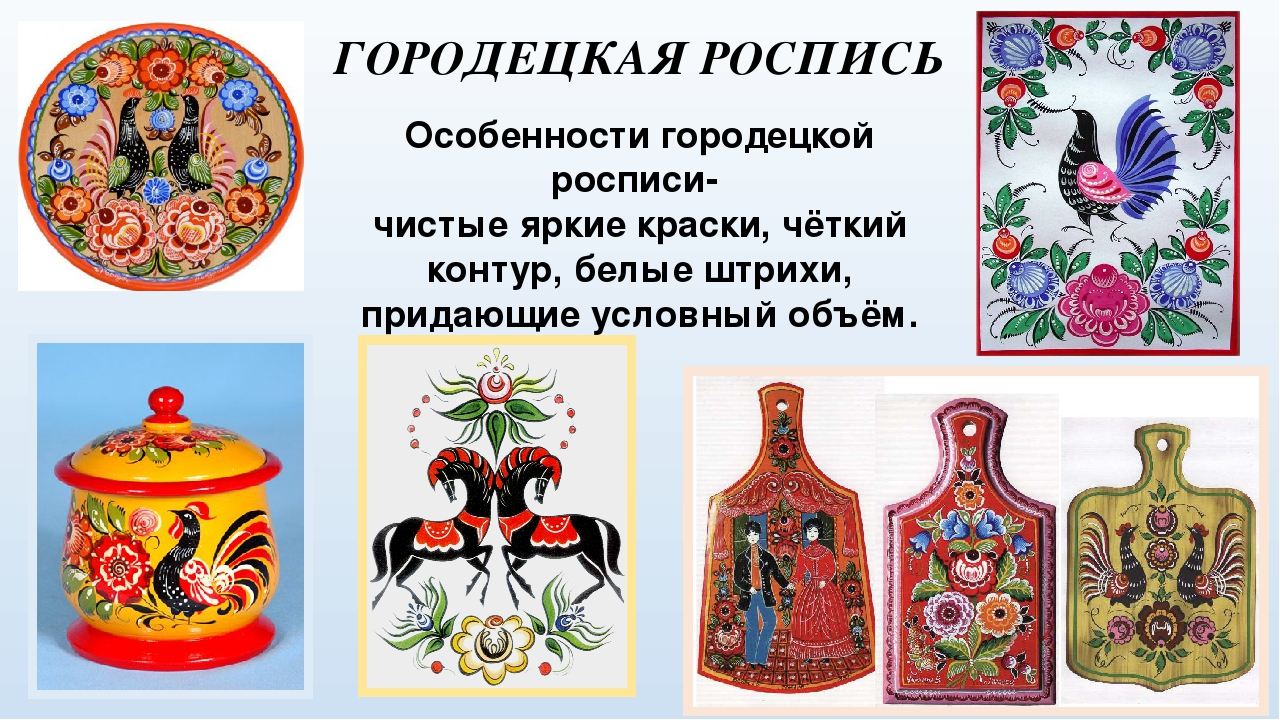 ГОРОДЕЦКАЯ РОСПИСЬ
Особенности городецкой
росписи-
чистые яркие краски, чёткий
контур, белые штрихи,
придающие условный объём.